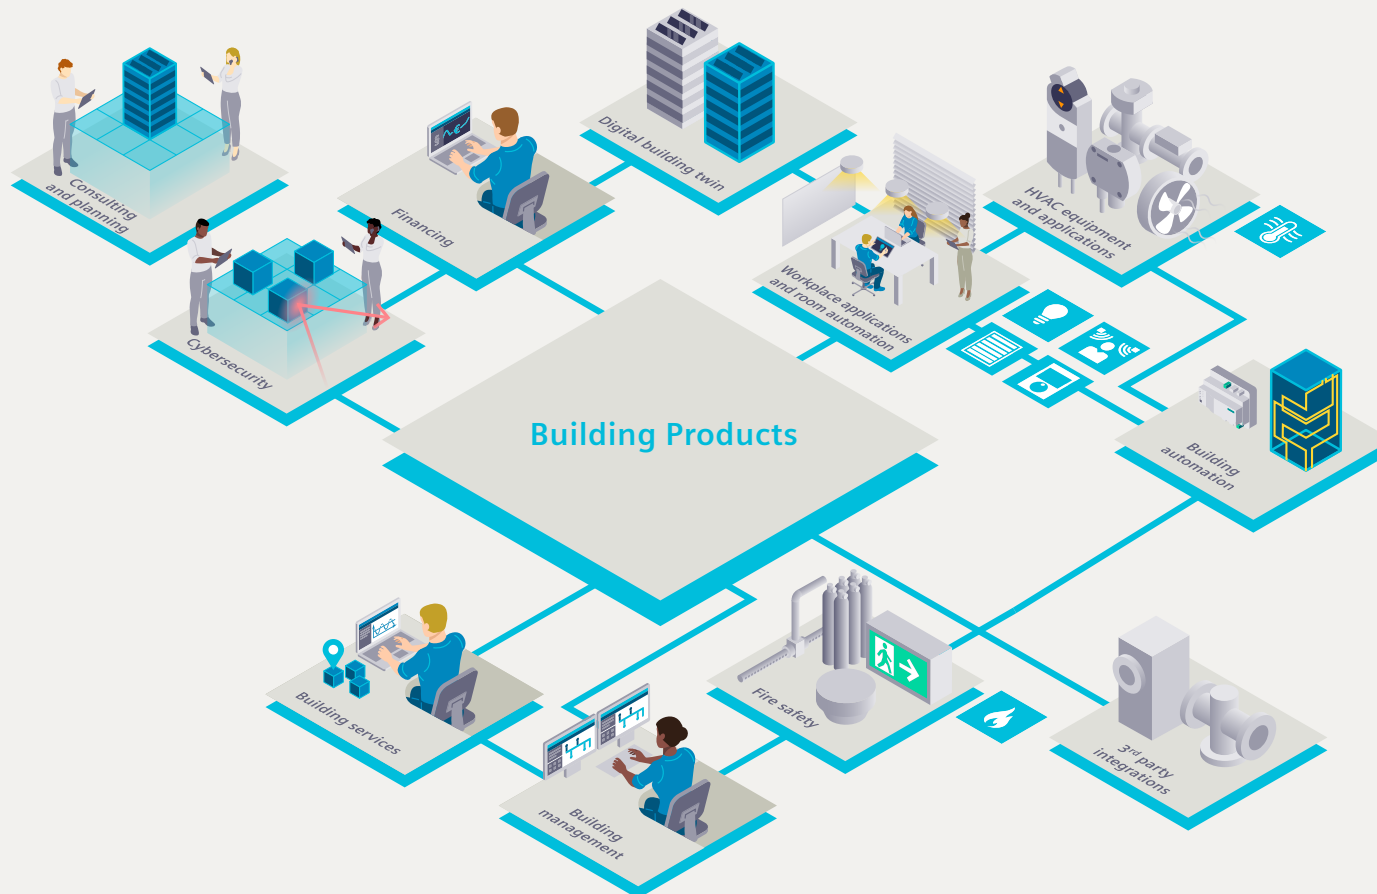 Consulting
and planning
Financing
Digital building twin
HVAC equipment
and applications
Cybersecurity
Workplace applications
and room automation
Building Products
Building
automation
Building services
Fire safety
Building
management
3rd party
integrations